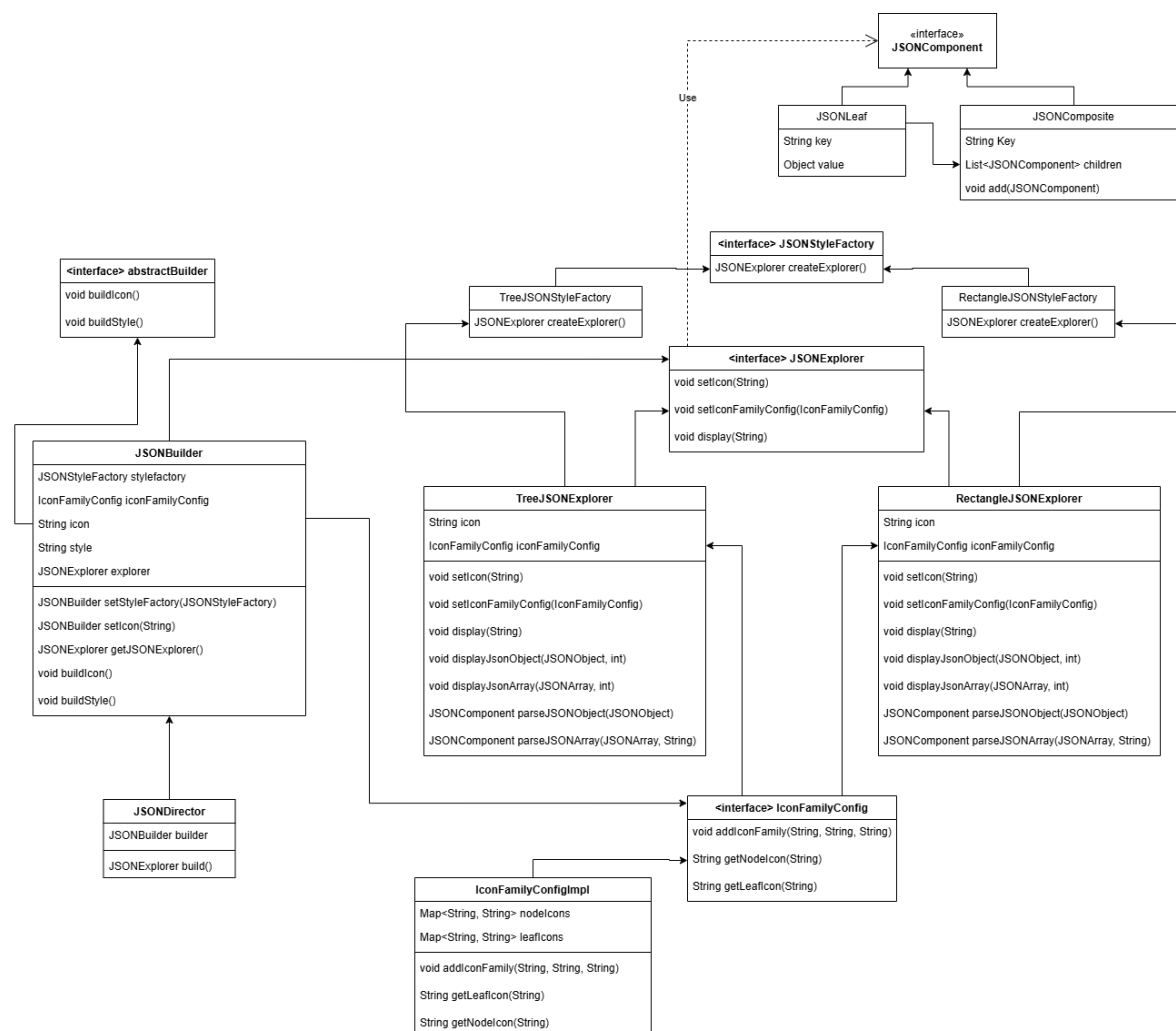 «interface»
JSONComponent
Use
JSONLeaf
String key
Object value
JSONComposite
String Key
List<JSONComponent> children
void add(JSONComponent)
<interface> JSONStyleFactory
JSONExplorer createExplorer()
<interface> abstractBuilder
void buildIcon()
void buildStyle()
TreeJSONStyleFactory
JSONExplorer createExplorer()
RectangleJSONStyleFactory
JSONExplorer createExplorer()
<interface> JSONExplorer
void setIcon(String)
void setIconFamilyConfig(IconFamilyConfig)
void display(String)
JSONBuilder
JSONStyleFactory stylefactory
IconFamilyConfig iconFamilyConfig
String icon
String style
JSONExplorer explorer
JSONBuilder setStyleFactory(JSONStyleFactory)
JSONBuilder setIcon(String)
JSONExplorer getJSONExplorer()
void buildIcon()
void buildStyle()
TreeJSONExplorer
String icon
IconFamilyConfig iconFamilyConfig
void setIcon(String)
void setIconFamilyConfig(IconFamilyConfig)
void display(String)
void displayJsonObject(JSONObject, int)
void displayJsonArray(JSONArray, int)
JSONComponent parseJSONObject(JSONObject)
JSONComponent parseJSONArray(JSONArray, String)
RectangleJSONExplorer
String icon
IconFamilyConfig iconFamilyConfig
void setIcon(String)
void setIconFamilyConfig(IconFamilyConfig)
void display(String)
void displayJsonObject(JSONObject, int)
void displayJsonArray(JSONArray, int)
JSONComponent parseJSONObject(JSONObject)
JSONComponent parseJSONArray(JSONArray, String)
JSONDirector
JSONBuilder builder
JSONExplorer build()
<interface> IconFamilyConfig
void addIconFamily(String, String, String)
String getNodeIcon(String)
String getLeafIcon(String)
IconFamilyConfigImpl
Map<String, String> nodeIcons
Map<String, String> leafIcons
void addIconFamily(String, String, String)
String getLeafIcon(String)
String getNodeIcon(String)